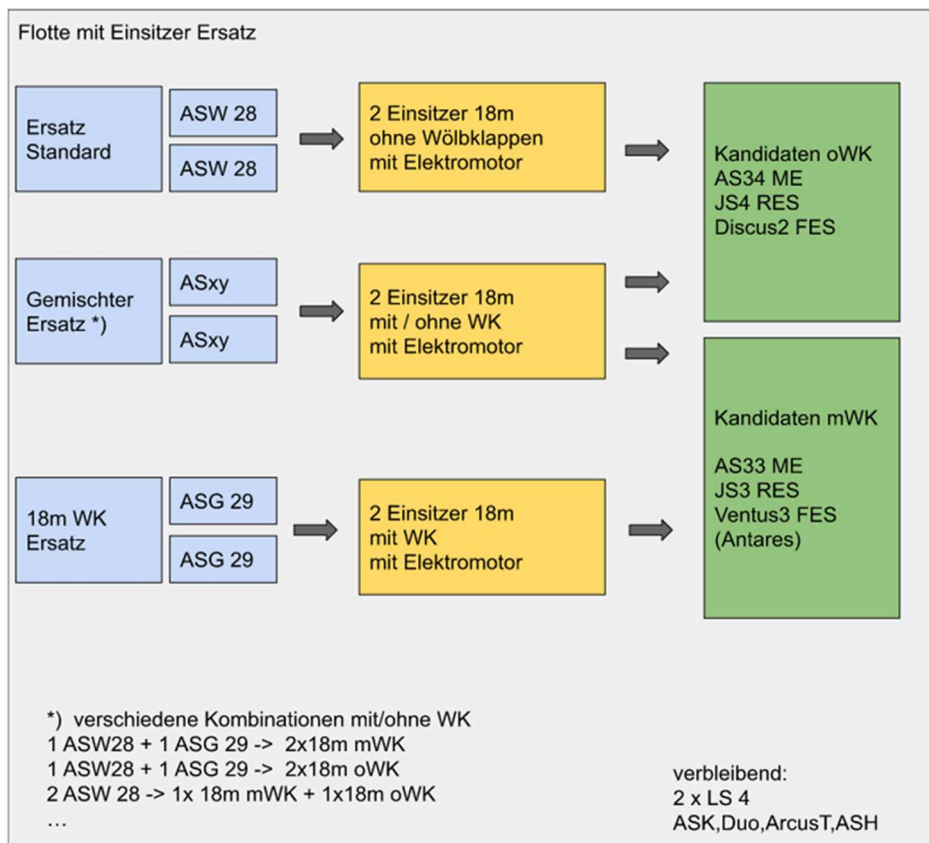 Flotte mit Einsitzer Ersatz
Ersatz
Standard
ASW 28
ASW 28
2 Einsitzer 18m
ohne Wölbklappen
mit Elektromotor
Kandidaten oWK
AS34 ME
JS4 RES
Discus2 FES
Gemischter
Ersatz *)
ASxy
ASxy
2 Einsitzer 18m
mit / ohne WK
mit Elektromotor
Kandidaten mWK
AS33 ME
JS3 RES
Ventus3 FES
(Antares)
18m WK
Ersatz
ASG 29
ASG 29
2 Einsitzer 18m
mit WK
mit Elektromotor
*) verschiedene Kombinationen mit/ohne WK
1 ASW28 + 1 ASG 29 -> 2x18m mWK
1 ASW28 + 1 ASG 29 -> 2x18m oWK
2 ASW 28 -> 1x 18m mWK + 1x18m oWK
…
verbleibend:
2 x LS 4
ASK,Duo,ArcusT,ASH